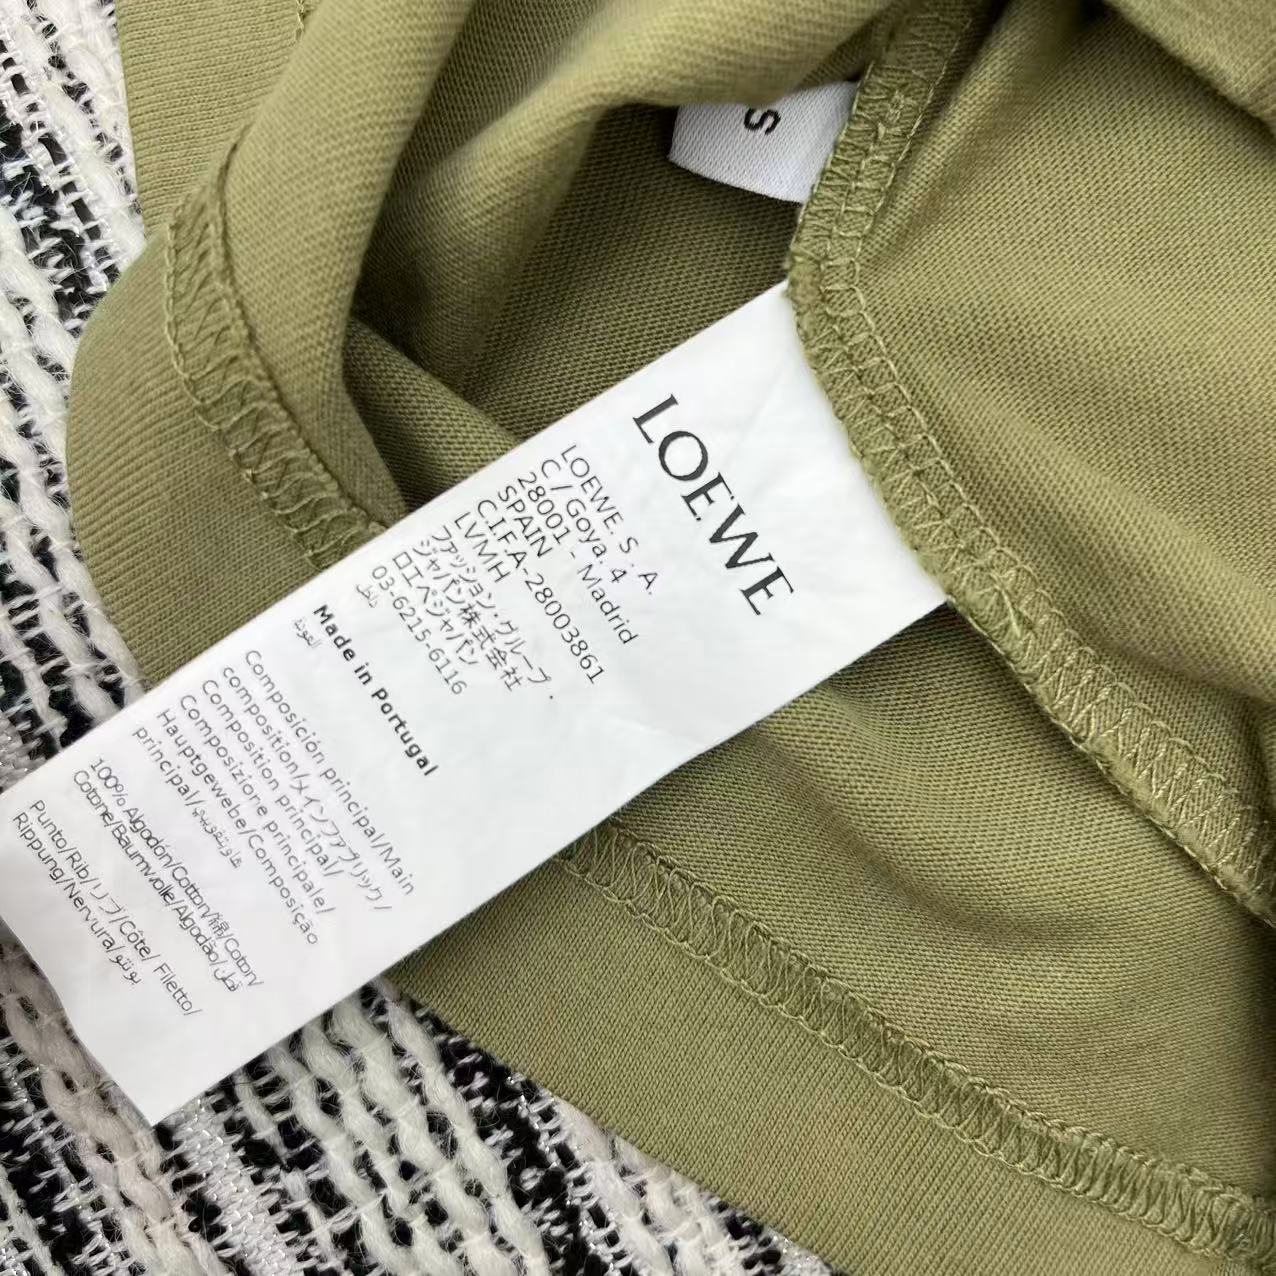 S
LOEWE
LOEWE. S . A.
C / Goya, 4
28001 . Madrid
SPAIN
C.I.F.A-28003861
LVMH
ファッション・グループ・
ジャパン株式会社
ロエベジャパン
03-6215-6116
Made in Portugal
Composición principal/Main
composition/メインファブリック/
Composition principal/
Composizione principale/
Hauptgewebe/Composição
principal/
100% Algodón/Cotton/綿/Coton/
Cotone/Baumwolle/Algodão/قطن
Punto/Rib/リブ/Côte/ Filetto/
Rippung/Nervura/بونتو